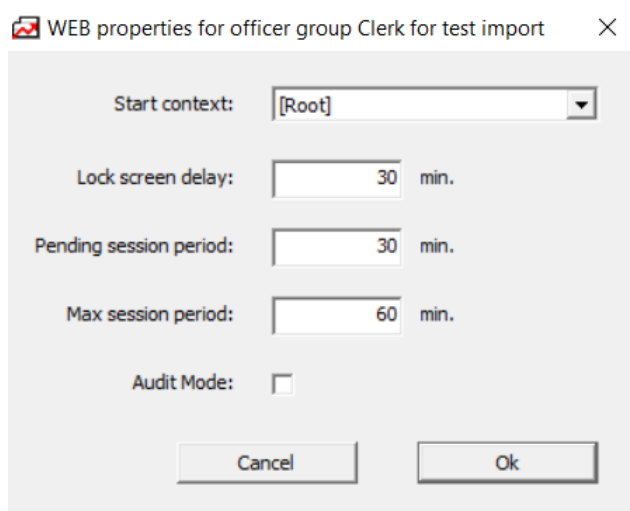 WEB properties for officer group Clerk for test import
Start context: [Root]
Lock screen delay: 30 min.
Pending session period: 30 min.
Max session period: 60 min.
Audit Mode:
Cancel Ok